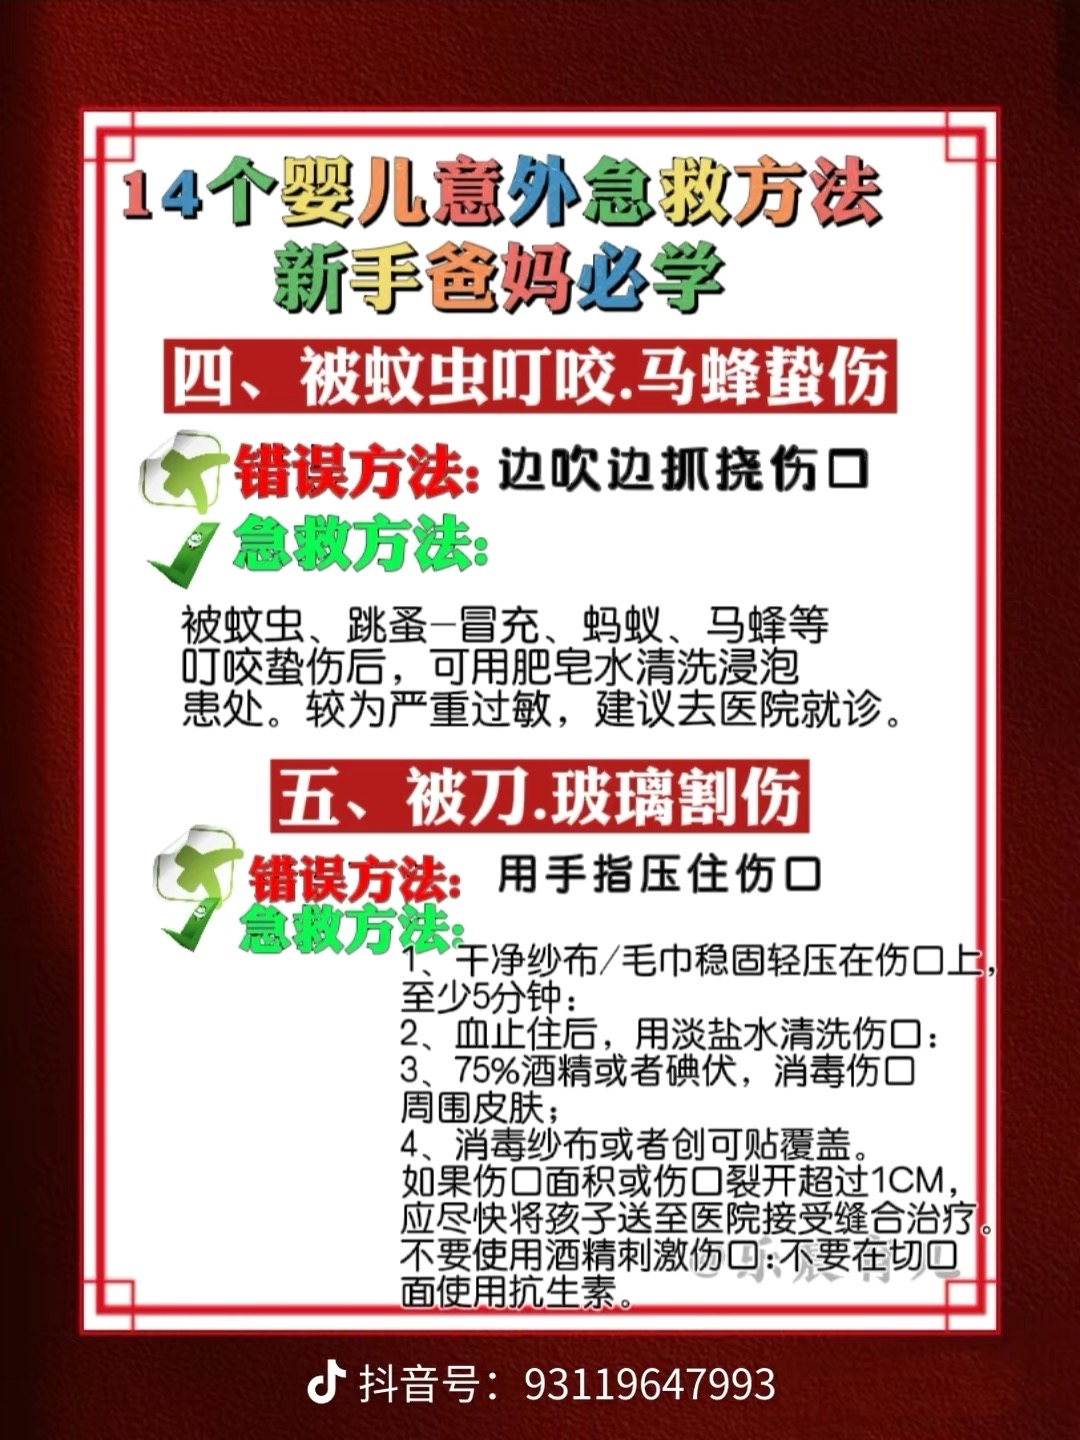 14个婴儿意外急救方法
新手爸妈必学
四、被蚊虫叮咬.马蜂蛰伤
错误方法: 边吹边抓挠伤口
急救方法:
被蚊虫、跳蚤-冒充、蚂蚁、马蜂等
叮咬蛰伤后，可用肥皂水清洗浸泡
患处。较为严重过敏，建议去医院就诊。
五、被刀.玻璃割伤
错误方法: 用手指压住伤口
急救方法:
1、干净纱布/毛巾稳固轻压在伤口上，
至少5分钟：
2、血止住后，用淡盐水清洗伤口：
3、75%酒精或者碘伏，消毒伤口
周围皮肤；
4、消毒纱布或者创可贴覆盖。
如果伤口面积或伤口裂开超过1CM，
应尽快将孩子送至医院接受缝合治疗。
不要使用酒精刺激伤口：不要在切口
面使用抗生素。
@乐晨育儿
抖音号：93119647993